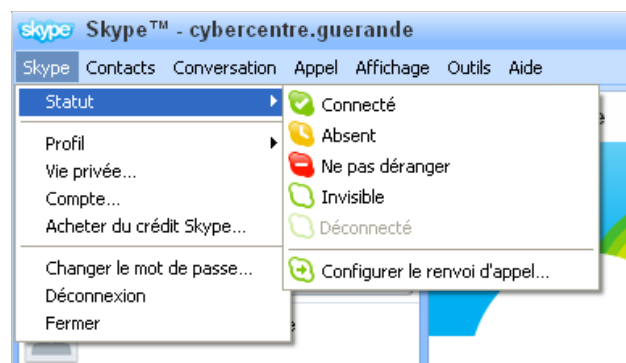 skype Skype™ - cybercentre.guerande
Skype Contacts Conversation Appel Affichage Outils Aide
Statut
Profil
Vie privée...
Compte...
Acheter du crédit Skype...
Changer le mot de passe...
Déconnexion
Fermer
Connecté
Absent
Ne pas déranger
Invisible
Déconnecté
Configurer le renvoi d'appel...